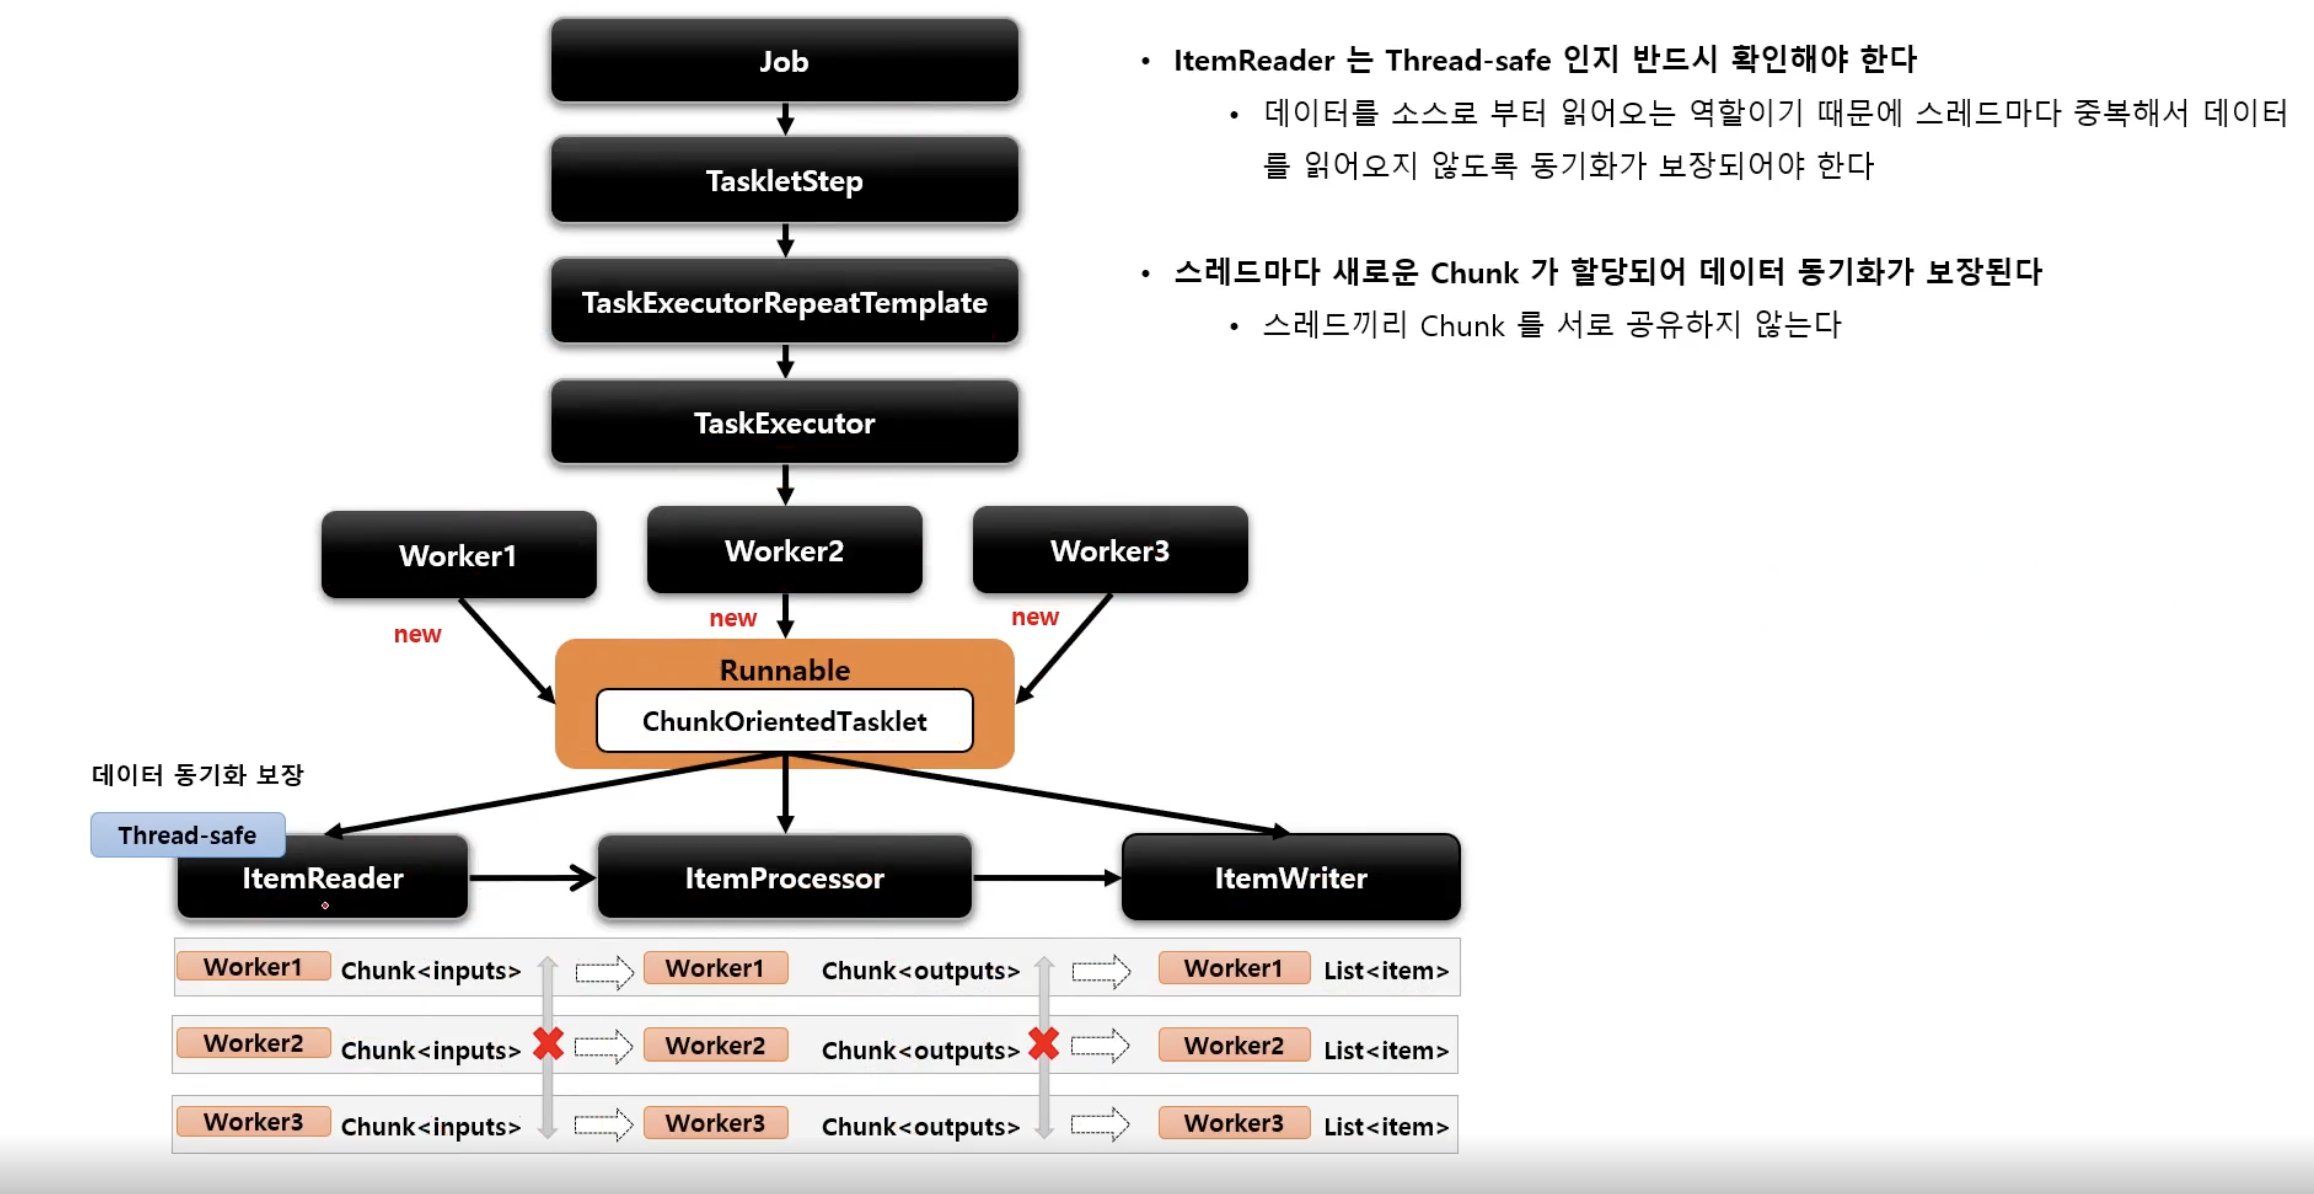 Job
TaskletStep
TaskExecutorRepeatTemplate
TaskExecutor
Worker1
Worker2
Worker3
new
new
new
Runnable
ChunkOrientedTasklet
데이터 동기화 보장
Thread-safe
ItemReader
ItemProcessor
ItemWriter
Worker1 Chunk<inputs> Worker1 Chunk<outputs> Worker1 List<item>
Worker2 Chunk<inputs> Worker2 Chunk<outputs> Worker2 List<item>
Worker3 Chunk<inputs> Worker3 Chunk<outputs> Worker3 List<item>
• ItemReader 는 Thread-safe 인지 반드시 확인해야 한다
• 데이터를 소스로 부터 읽어오는 역할이기 때문에 스레드마다 중복해서 데이터
를 읽어오지 않도록 동기화가 보장되어야 한다
• 스레드마다 새로운 Chunk 가 할당되어 데이터 동기화가 보장된다
• 스레드끼리 Chunk 를 서로 공유하지 않는다